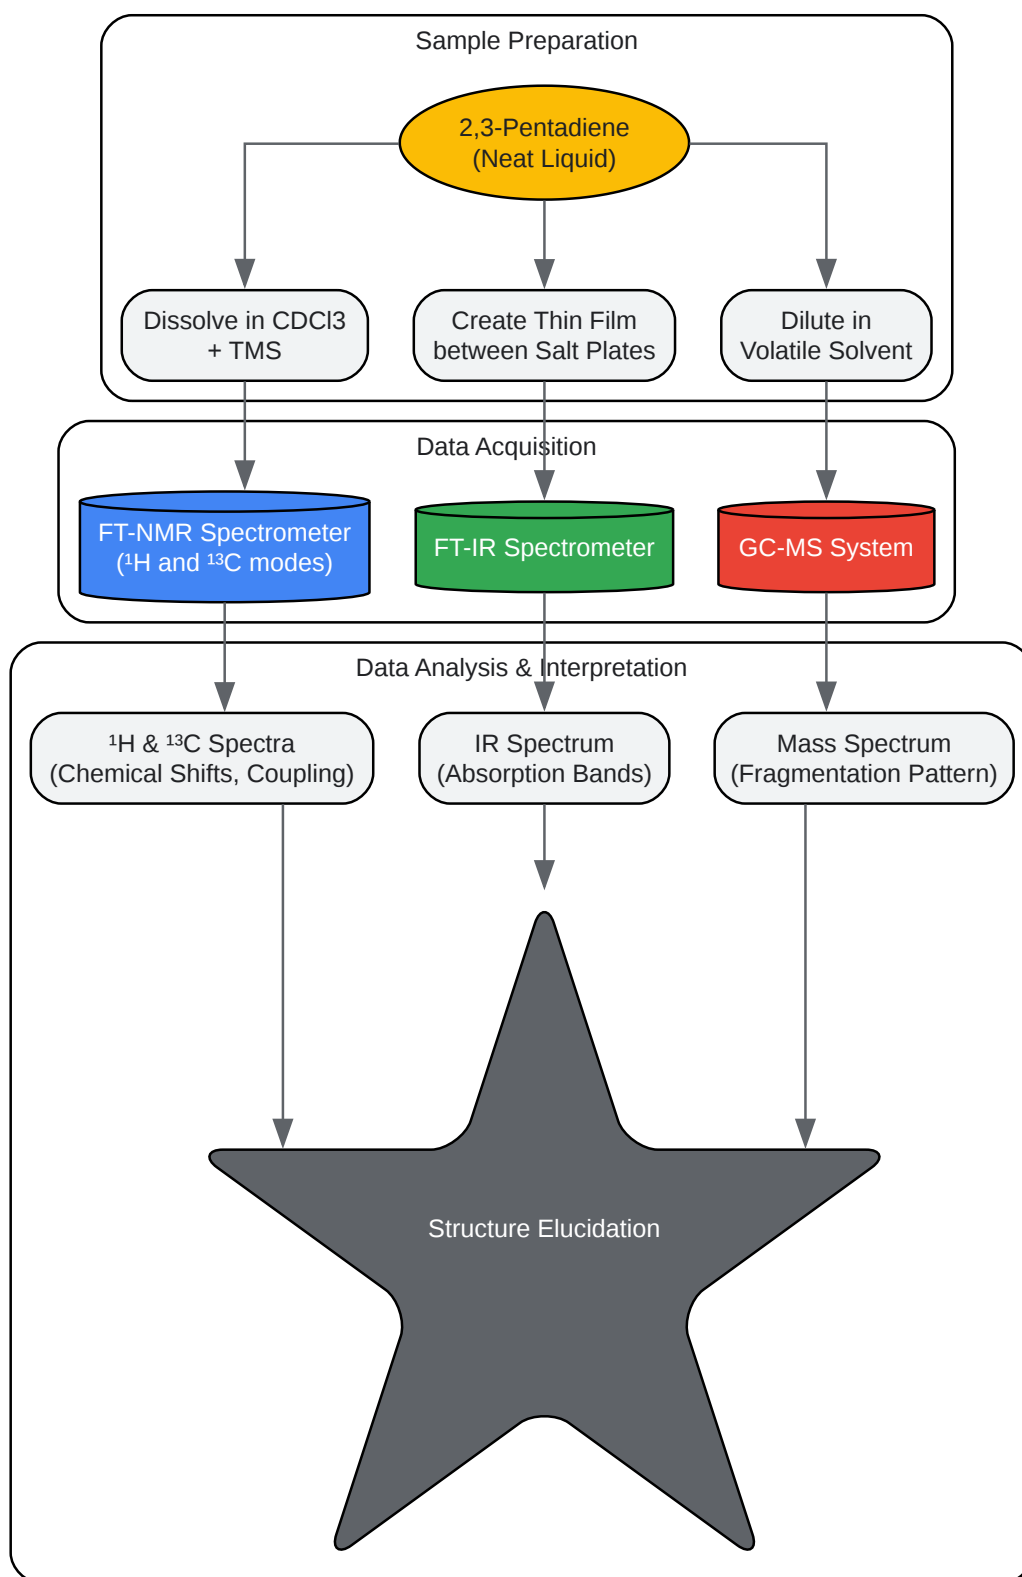 Sample Preparation
2,3-Pentadiene
(Neat Liquid)
Dissolve in CDCl3
+ TMS
Create Thin Film
between Salt Plates
Dilute in
Volatile Solvent
Data Acquisition
FT-NMR Spectrometer
(¹H and ¹³C modes)
FT-IR Spectrometer
GC-MS System
Data Analysis & Interpretation
¹H & ¹³C Spectra
(Chemical Shifts, Coupling)
IR Spectrum
(Absorption Bands)
Mass Spectrum
(Fragmentation Pattern)
Structure Elucidation